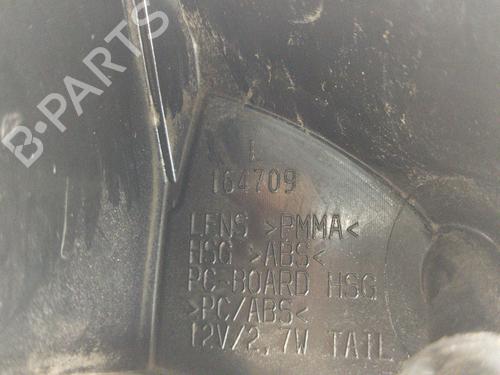 B-PARTS
L
164709
LENS >PMMA<
HSG >ABS<
PC-BOARD HSG
>PC/ABS<
12V/2,7W TAIL